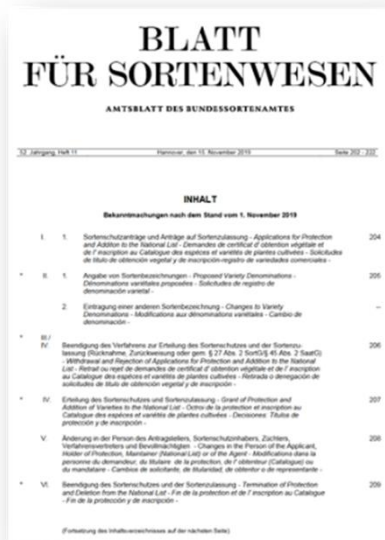 BLATT
FÜR SORTENWESEN
AMTSBLATT DES BUNDESSORTENAMTES
52. Jahrgang, Heft 11 Hannover, den 15. November 2019 Seite 202 - 222
INHALT
Bekanntmachungen nach dem Stand vom 1. November 2019
I. 1. Sortenschutzanträge und Anträge auf Sortenzulassung - Applications for Protection 204
and Addition to the National List - Demandes de certificat d' obtention végétale et
de l' inscription au Catalogue des espèces et variétés de plantes cultivées - Solicitudes
de título de obtención vegetal y de inscripción-registro de variedades comerciales -
* II. 1. Angabe von Sortenbezeichnungen - Proposed Variety Denominations - 205
Dénominations variétales proposées - Solicitudes de registro de
denominación varietal -
2. Eintragung einer anderen Sortenbezeichnung - Changes to Variety --
Denominations - Modifications aux dénominations variétales - Cambio de
denominación -
* III./
IV. Beendigung des Verfahrens zur Erteilung des Sortenschutzes und der Sortenzu- 206
lassung (Rücknahme, Zurückweisung oder gem. § 27 Abs. 2 SortG/§ 45 Abs. 2 SaatG)
- Withdrawal and Rejection of Applications for Protection and Addition to the National
List - Retrait ou rejet de demandes de certificat d' obtention végétale et de l' inscription
au Catalogue des espèces et variétés de plantes cultivées - Retirada o denegación de
solicitudes de título de obtención vegetal y de inscripción -
* IV. Erteilung des Sortenschutzes und Sortenzulassung - Grant of Protection and 207
Addition of Varieties to the National List - Octroi de la protection et inscription au
Catalogue des espèces et variétés de plantes cultivées - Decisiones: Títulos de
protección y de inscripción -
V. Änderung in der Person des Antragstellers, Sortenschutzinhabers, Züchters, 208
Verfahrensvertreters und Bevollmächtigten - Changes in the Person of the Applicant,
Holder of Protection, Maintainer (National List) or of the Agent - Modifications dans la
personne du demandeur, du titulaire de la protection, de l' obtenteur (Catalogue) ou
du mandataire - Cambios de solicitante, de titularidad, de obtentor o de representante -
* VI. Beendigung des Sortenschutzes und der Sortenzulassung - Termination of Protection 209
and Deletion from the National List - Fin de la protection et de l' inscription au Catalogue
- Fin de la protección y de inscripción -
(Fortsetzung des Inhaltsverzeichnisses auf der nächsten Seite)